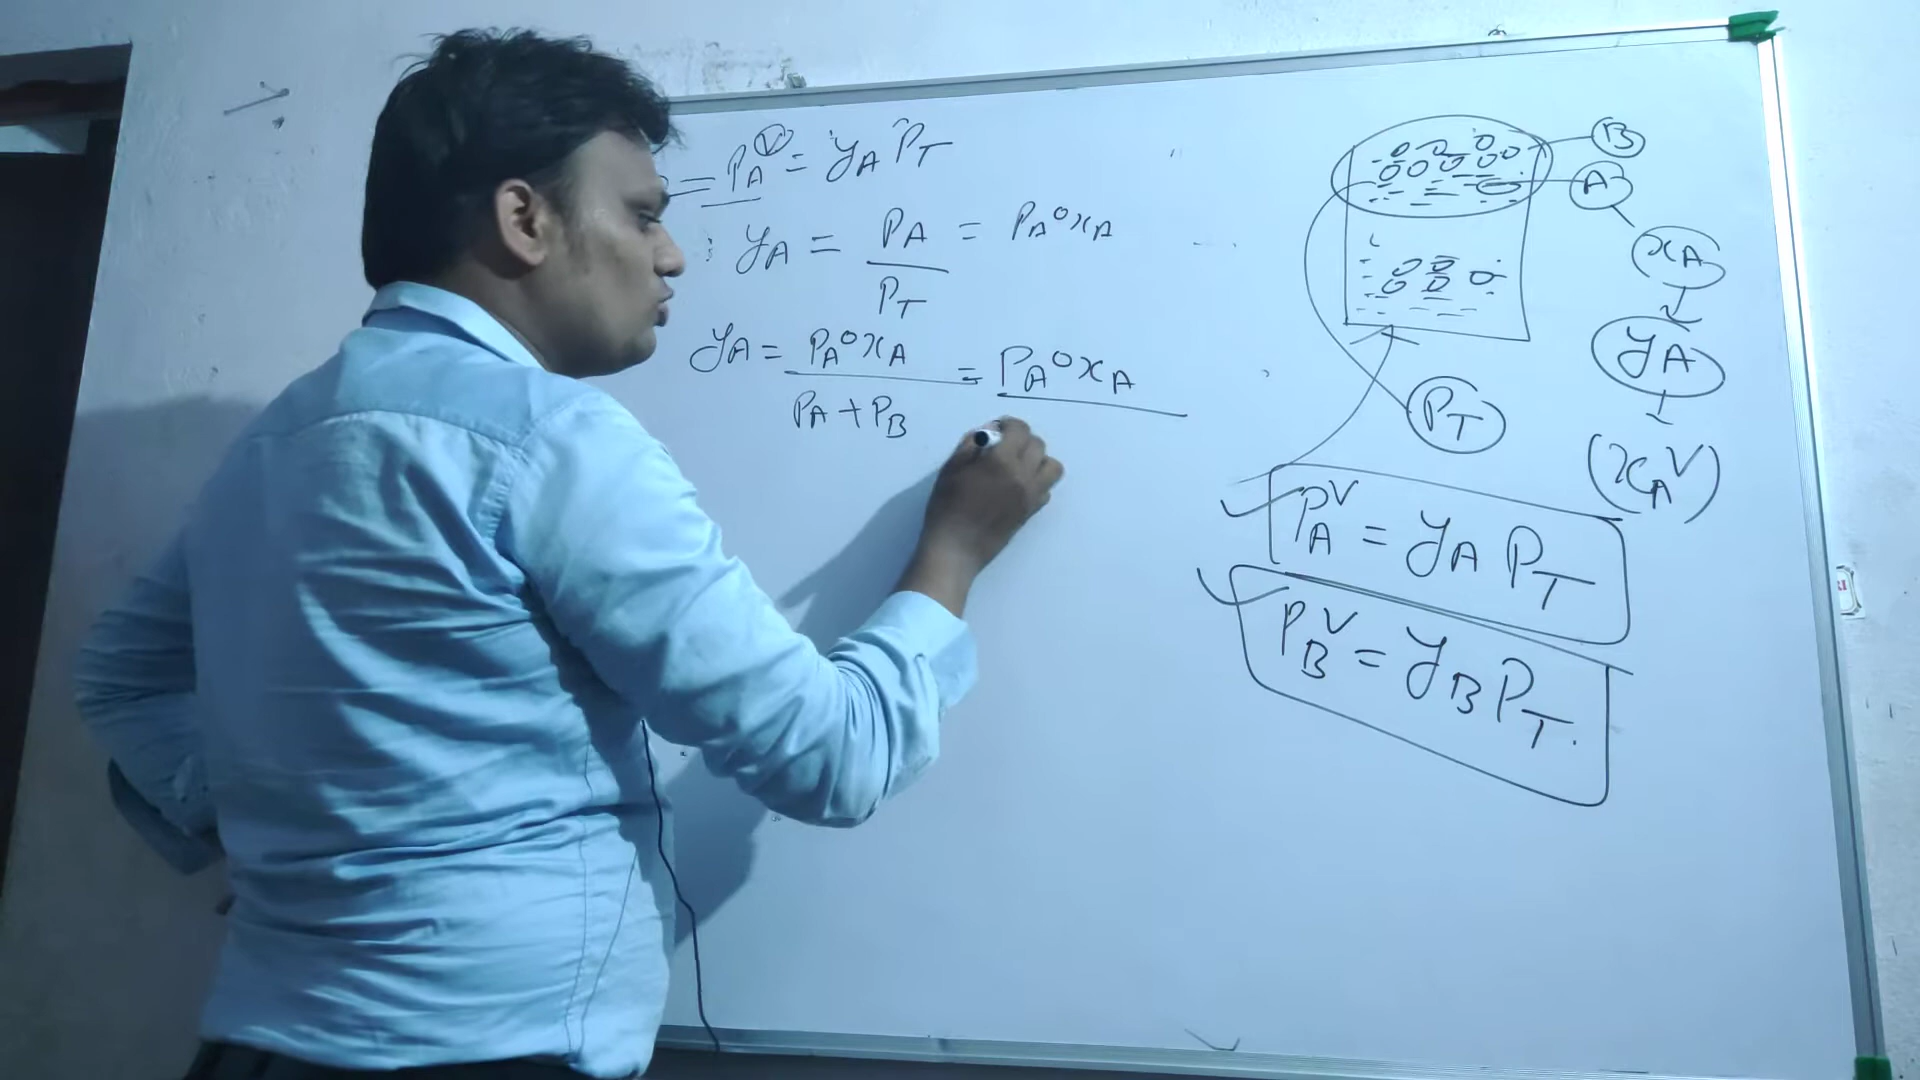 = P_A^V = y_A P_T
y_A = P_A / P_T = P_A° x_A
y_A = P_A° x_A / P_A + P_B = P_A° x_A
B
A
x_A
y_A
(x_A^V)
P_T
P_A^V = y_A P_T
P_B^V = y_B P_T.